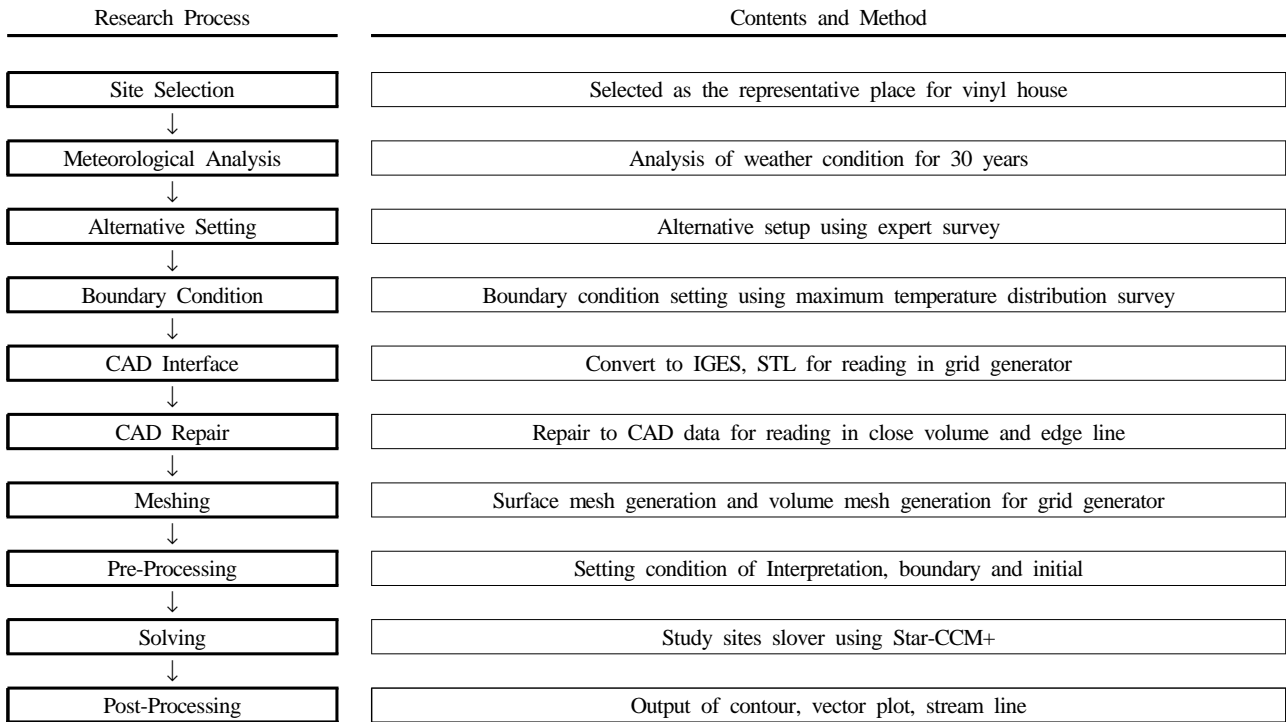 Research Process
Contents and Method
Site Selection
Selected as the representative place for vinyl house
↓
Meteorological Analysis
Analysis of weather condition for 30 years
↓
Alternative Setting
Alternative setup using expert survey
↓
Boundary Condition
Boundary condition setting using maximum temperature distribution survey
↓
CAD Interface
Convert to IGES, STL for reading in grid generator
↓
CAD Repair
Repair to CAD data for reading in close volume and edge line
↓
Meshing
Surface mesh generation and volume mesh generation for grid generator
↓
Pre-Processing
Setting condition of Interpretation, boundary and initial
↓
Solving
Study sites slover using Star-CCM+
↓
Post-Processing
Output of contour, vector plot, stream line